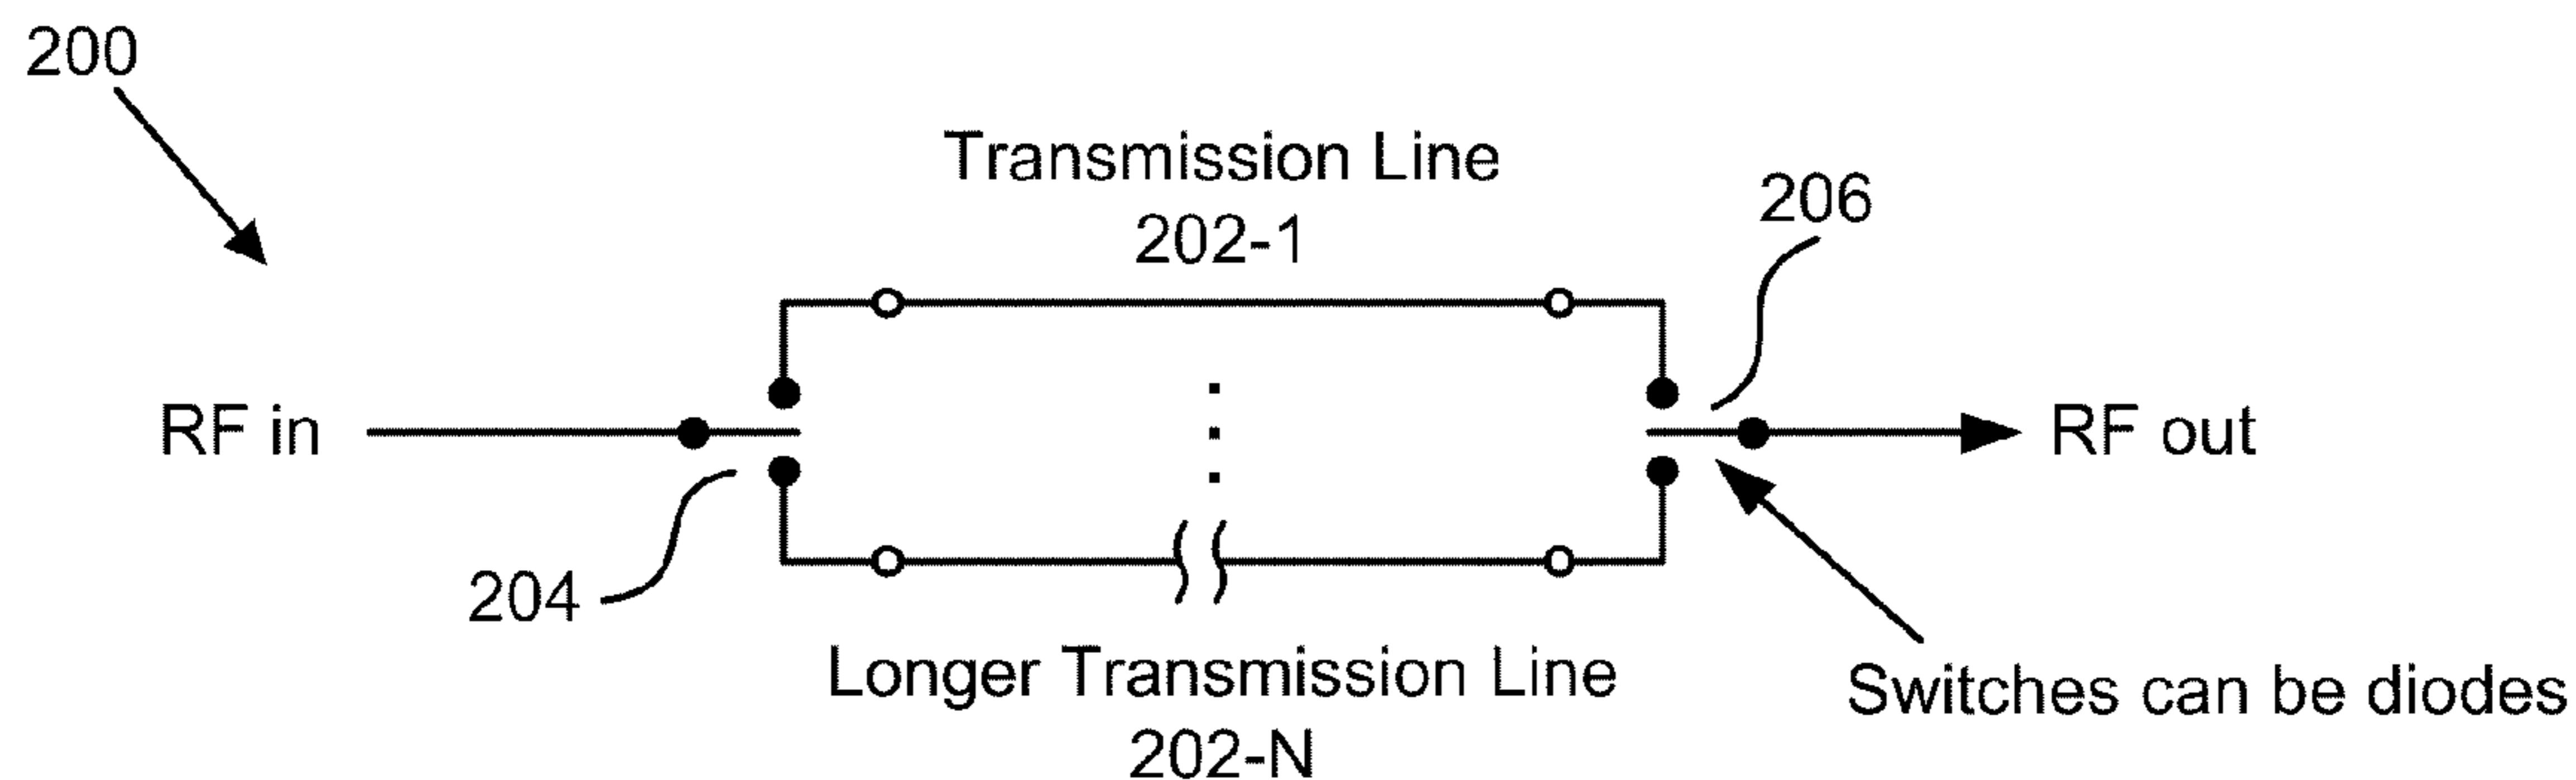 200
Transmission Line
202-1
206
RF in
RF out
204
Longer Transmission Line
202-N
Switches can be diodes